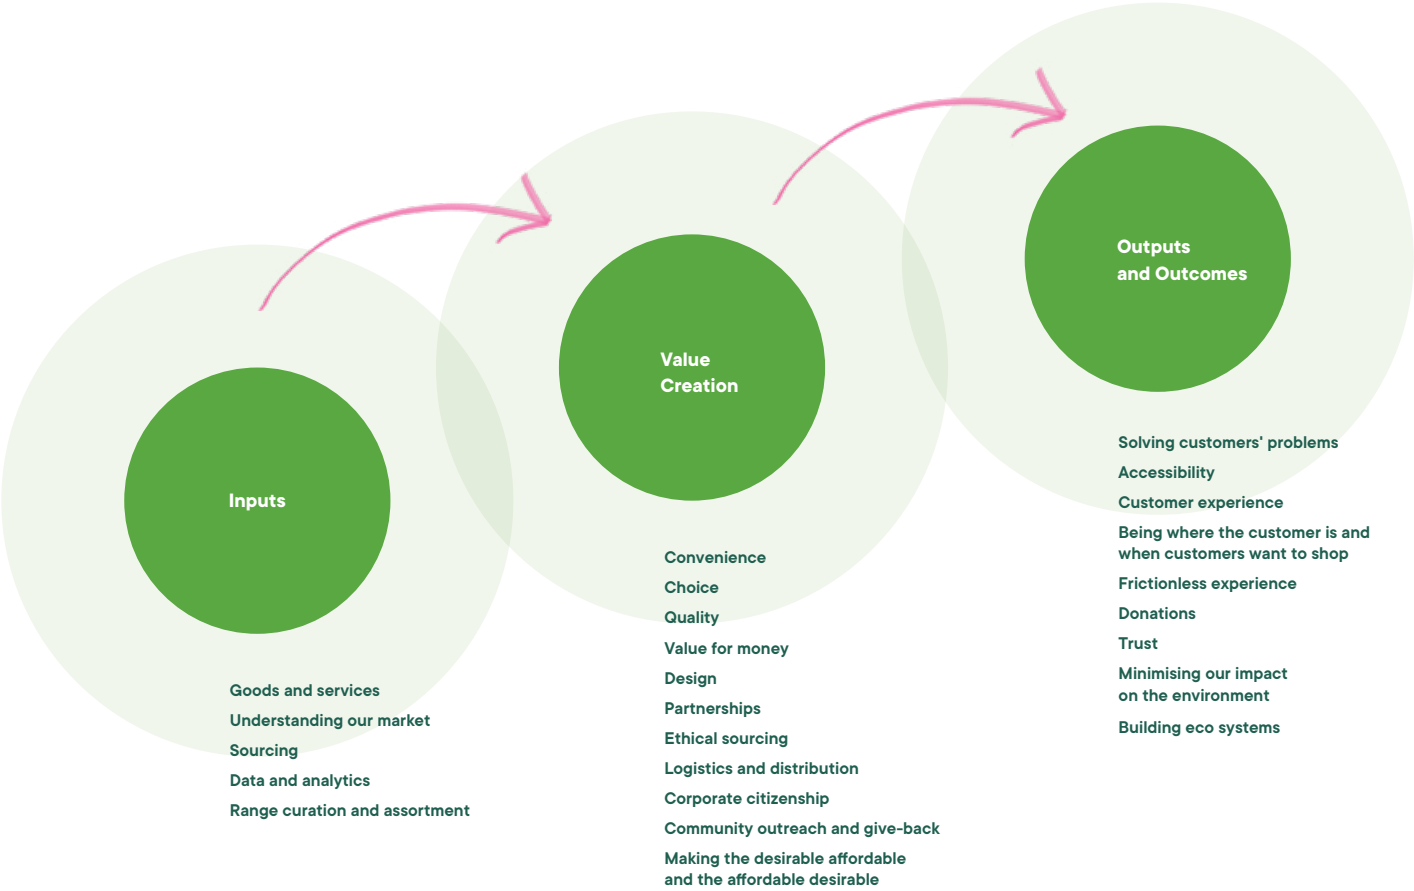 Inputs
Goods and services
Understanding our market
Sourcing
Data and analytics
Range curation and assortment
Value
Creation
Convenience
Choice
Quality
Value for money
Design
Partnerships
Ethical sourcing
Logistics and distribution
Corporate citizenship
Community outreach and give-back
Making the desirable affordable
and the affordable desirable
Outputs
and Outcomes
Solving customers' problems
Accessibility
Customer experience
Being where the customer is and
when customers want to shop
Frictionless experience
Donations
Trust
Minimising our impact
on the environment
Building eco systems